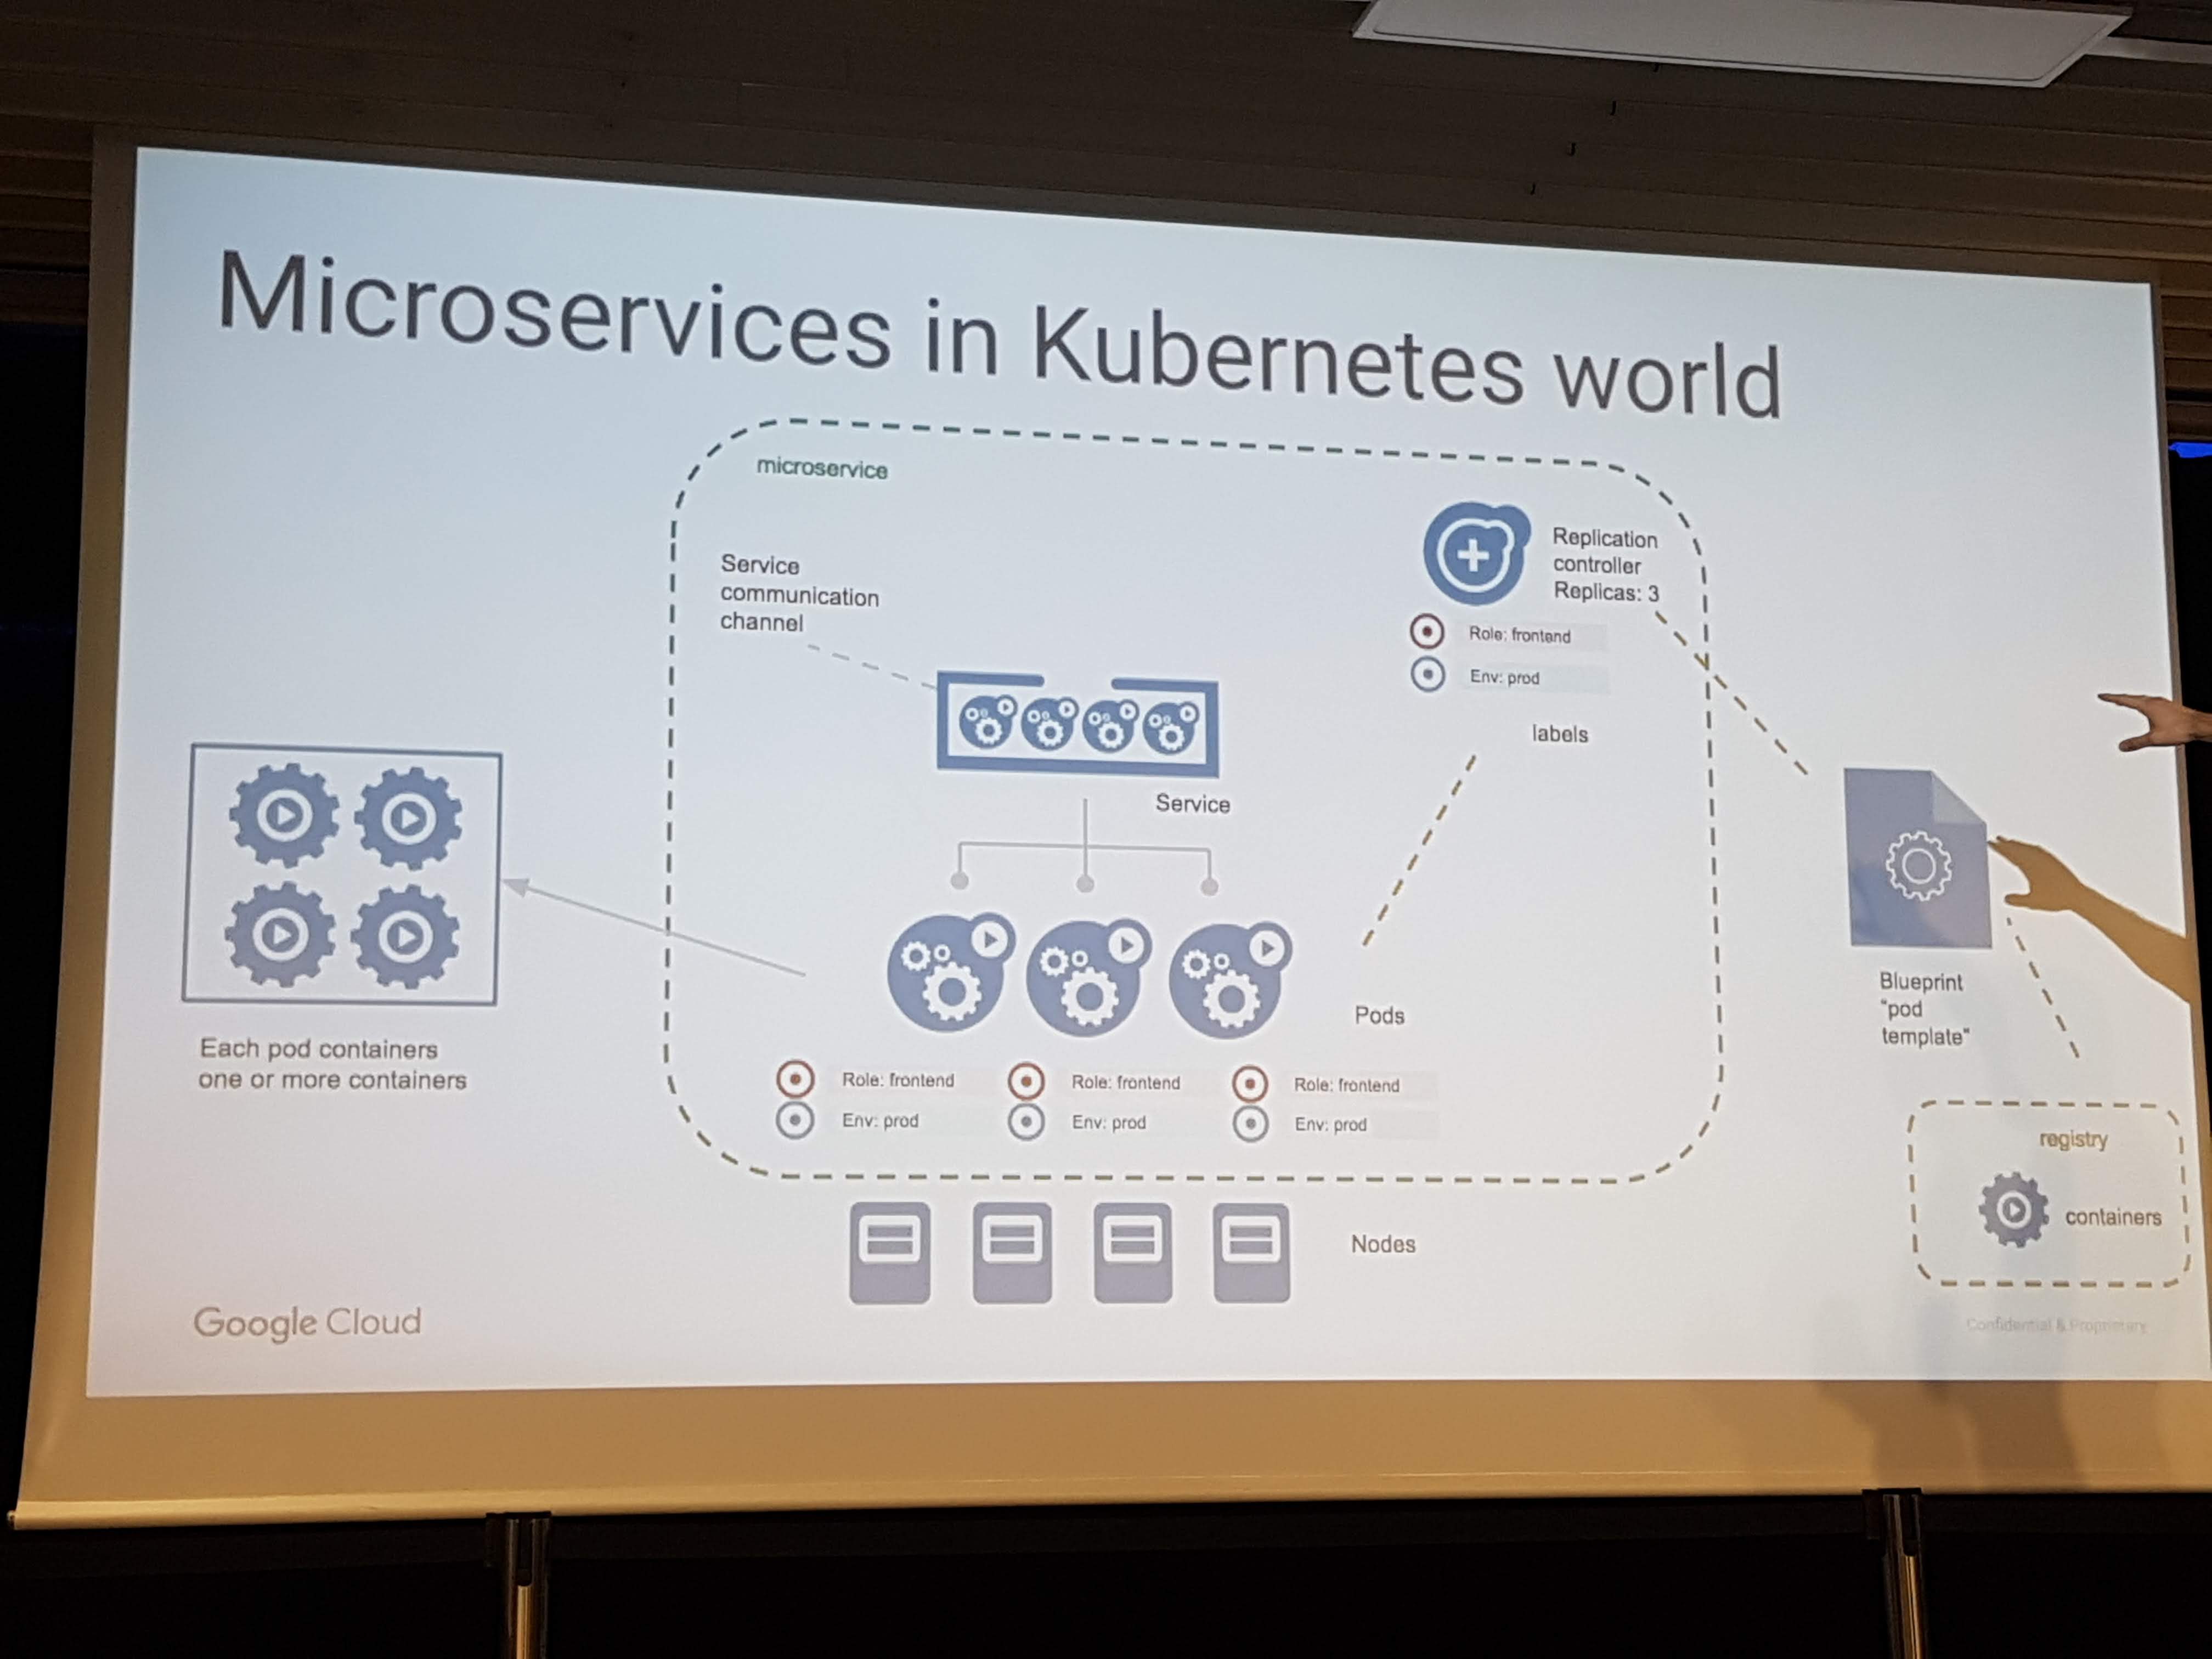 Microservices in Kubernetes world
microservice
Service
communication
channel
Replication
controller
Replicas: 3
Role: frontend
Env: prod
labels
Service
Each pod containers
one or more containers
Pods
Role: frontend
Env: prod
Role: frontend
Env: prod
Role: frontend
Env: prod
Blueprint
"pod
template"
registry
containers
Nodes
Google Cloud
Confidential & Proprietary